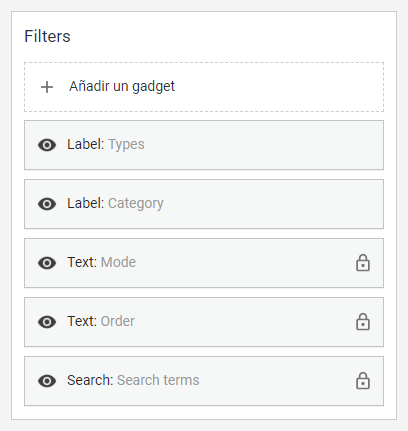 Filters
Añadir un gadget
Label: Types
Label: Category
Text: Mode
Text: Order
Search: Search terms